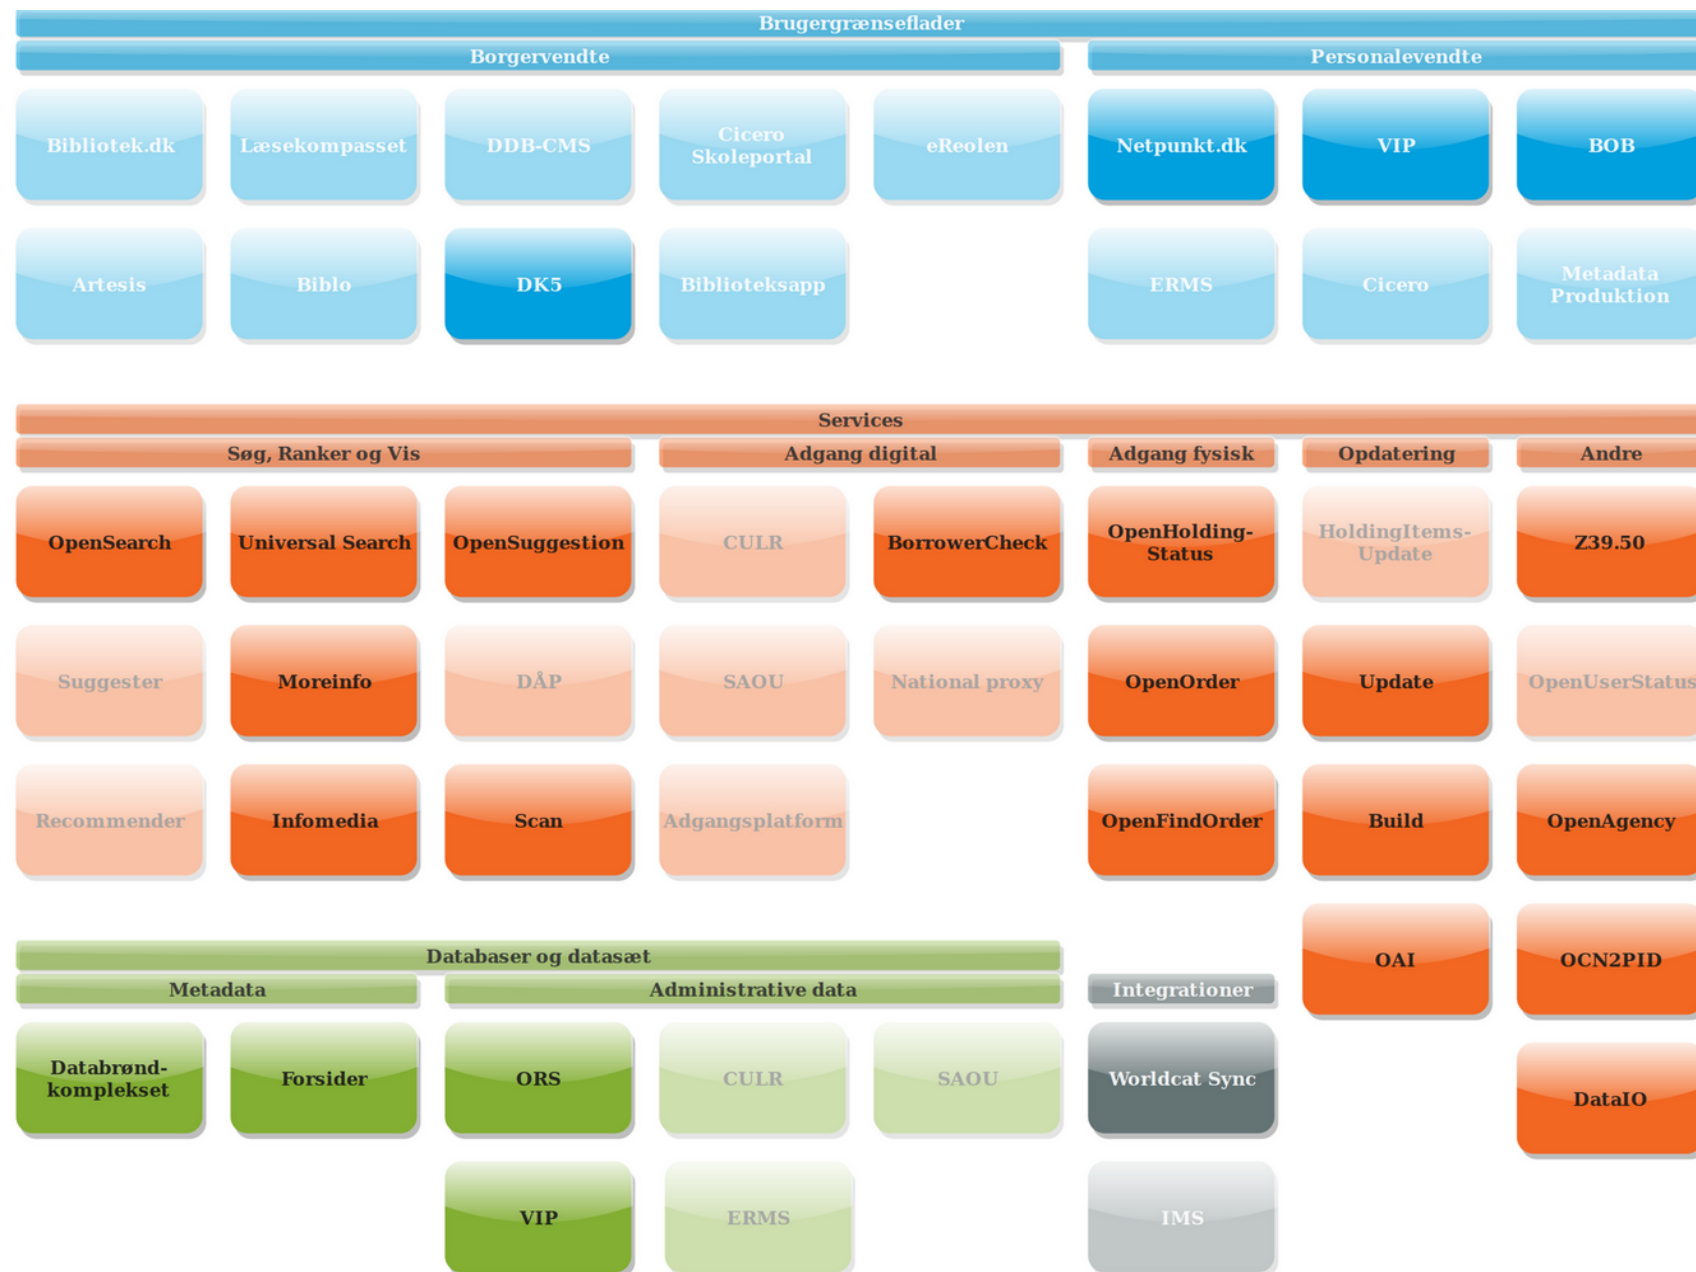 Brugergrænseflader
Borgervendte
Personalevendte
Bibliotek.dk
Læsekompasset
DDB-CMS
Cicero
Skoleportal
eReolen
Netpunkt.dk
VIP
BOB
Artesis
Biblo
DK5
Biblioteksapp
ERMS
Cicero
Metadata
Produktion
Services
Søg, Ranker og Vis
Adgang digital
Adgang fysisk
Opdatering
Andre
OpenSearch
Universal Search
OpenSuggestion
CULR
BorrowerCheck
OpenHolding-
Status
HoldingItems-
Update
Z39.50
Suggester
Moreinfo
DÅP
SAOU
National proxy
OpenOrder
Update
OpenUserStatus
Recommender
Infomedia
Scan
Adgangsplatform
OpenFindOrder
Build
OpenAgency
OAI
OCN2PID
DataIO
Databaser og datasæt
Metadata
Administrative data
Integrationer
Databrønd-
komplekset
Forsider
ORS
CULR
SAOU
Worldcat Sync
VIP
ERMS
IMS